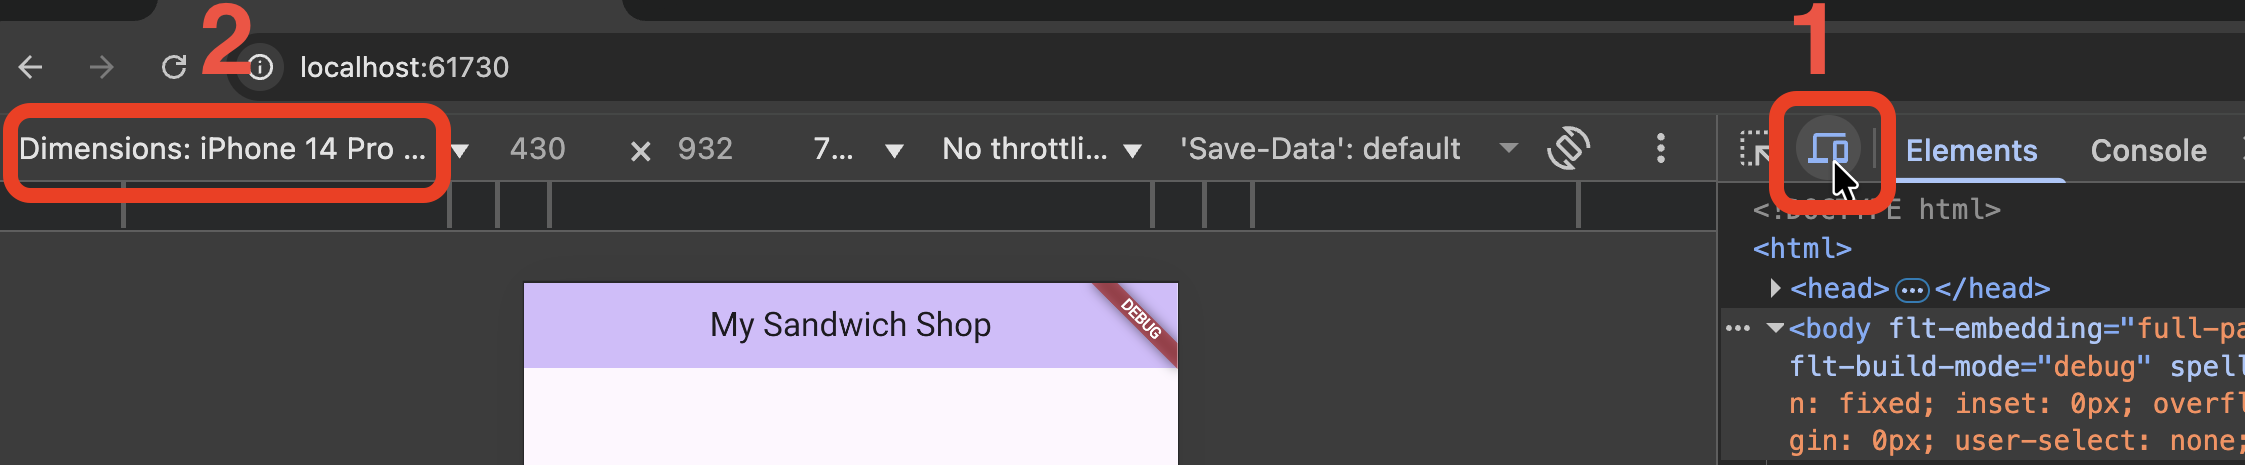 2
1
localhost:61730
Dimensions: iPhone 14 Pro ...
430 × 932
7...
No throttli...
'Save-Data': default
Elements
Console
<!DOCTYPE html>
<html>
<head> ... </head>
<body flt-embedding="full-pa
flt-build-mode="debug" spell
n: fixed; inset: 0px; overfl
gin: 0px; user-select: none;
My Sandwich Shop
DEBUG